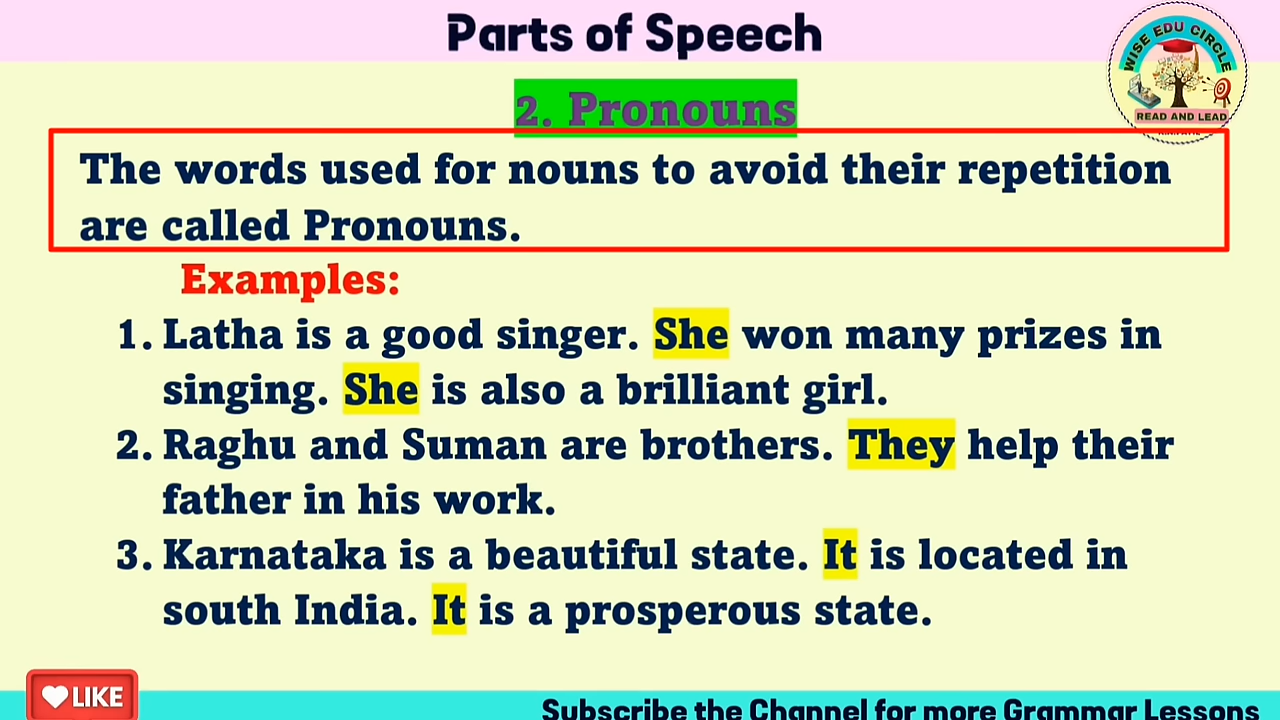 Parts of Speech
WISE EDU CIRCLE
READ AND LEAD
2. Pronouns
The words used for nouns to avoid their repetition
are called Pronouns.
Examples:
1. Latha is a good singer. She won many prizes in
singing. She is also a brilliant girl.
2. Raghu and Suman are brothers. They help their
father in his work.
3. Karnataka is a beautiful state. It is located in
south India. It is a prosperous state.
LIKE
Subscribe the Channel for more Grammar Lessons